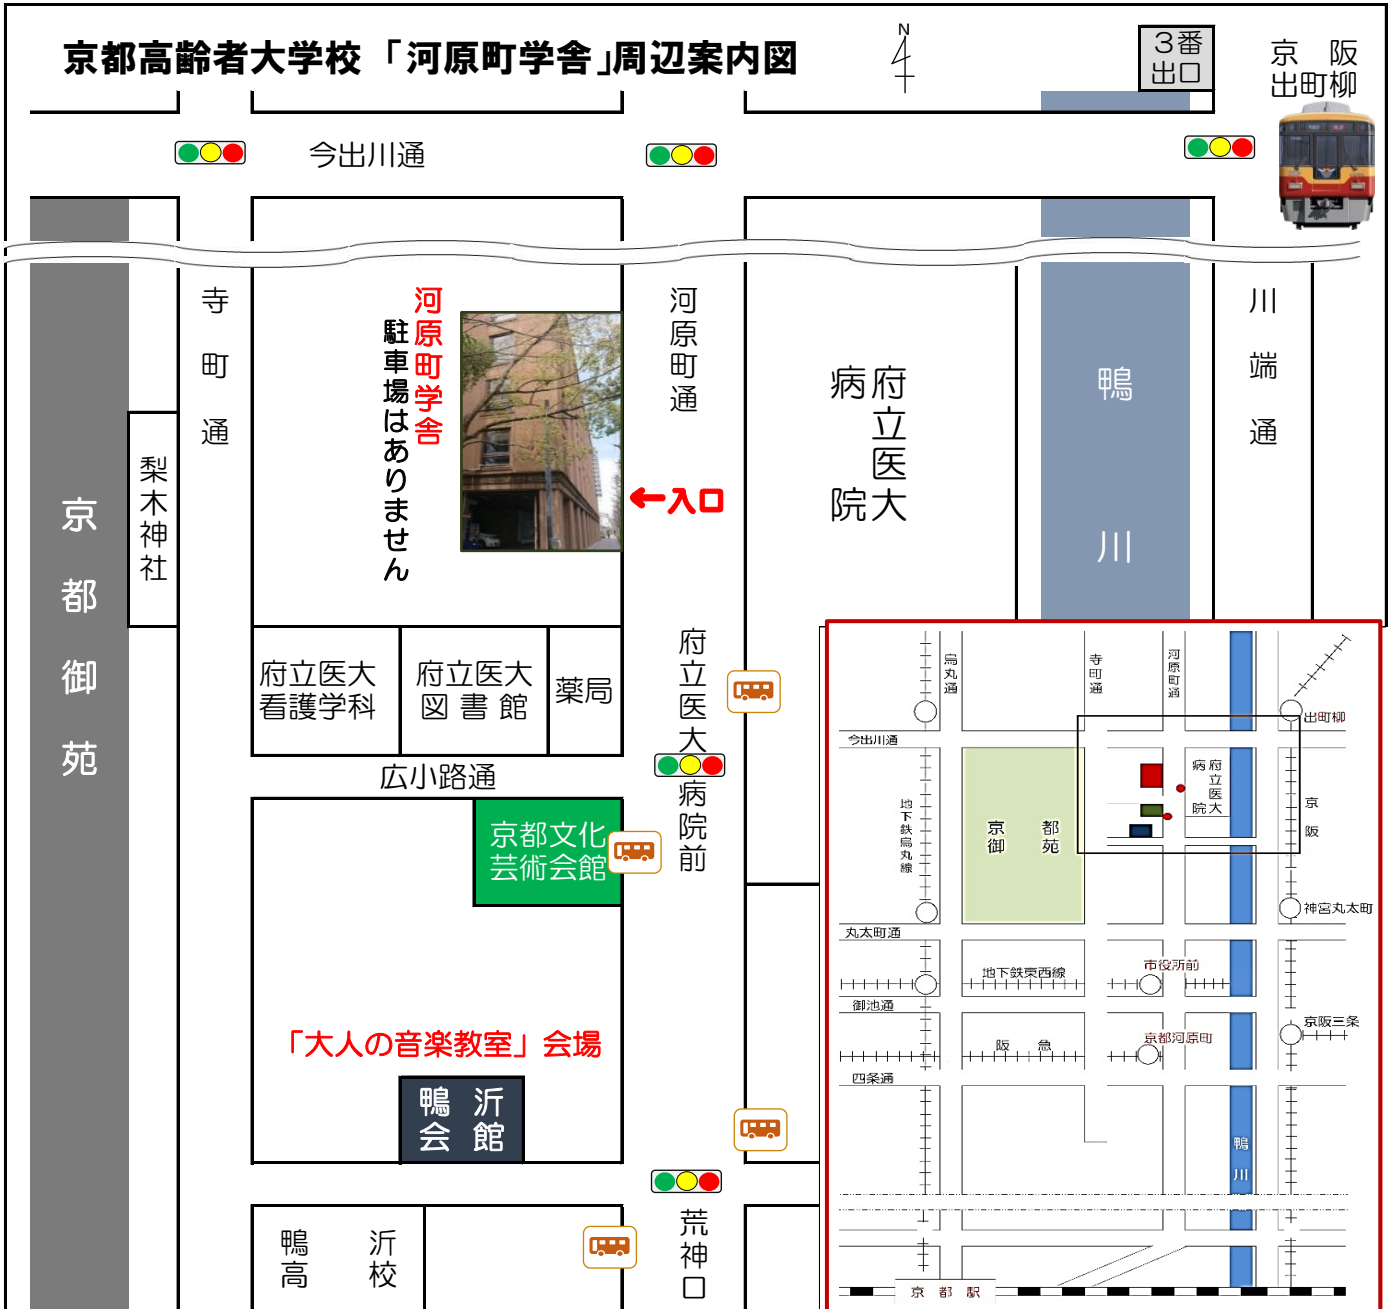 京都高齢者大学校「河原町学舎」周辺案内図
N
3番
出口
京阪
出町柳
今出川通
寺町通
河原町学舎
駐車場はありません
河原町通
←入口
府立医大
病院
鴨川
川端通
京都御苑
梨木神社
府立医大
看護学科
府立医大
図書館
薬局
府立医大病院前
広小路通
京都文化
芸術会館
「大人の音楽教室」会場
鴨沂
会館
荒神口
鴨沂
高校
烏丸通
寺町通
河原町通
出町柳
今出川通
地下鉄烏丸線
京都
御苑
府立医大
病院
京阪
神宮丸太町
丸太町通
地下鉄東西線
市役所前
御池通
京阪三条
阪急
京都河原町
四条通
鴨川
京都駅